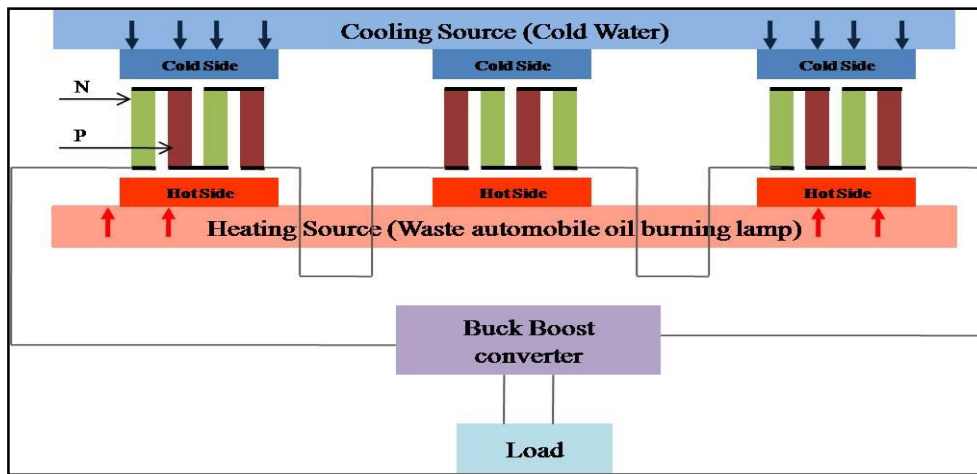 Cooling Source (Cold Water)
Cold Side
Cold Side
Cold Side
N
P
Hot Side
Hot Side
Hot Side
Heating Source (Waste automobile oil burning lamp)
Buck Boost
converter
Load